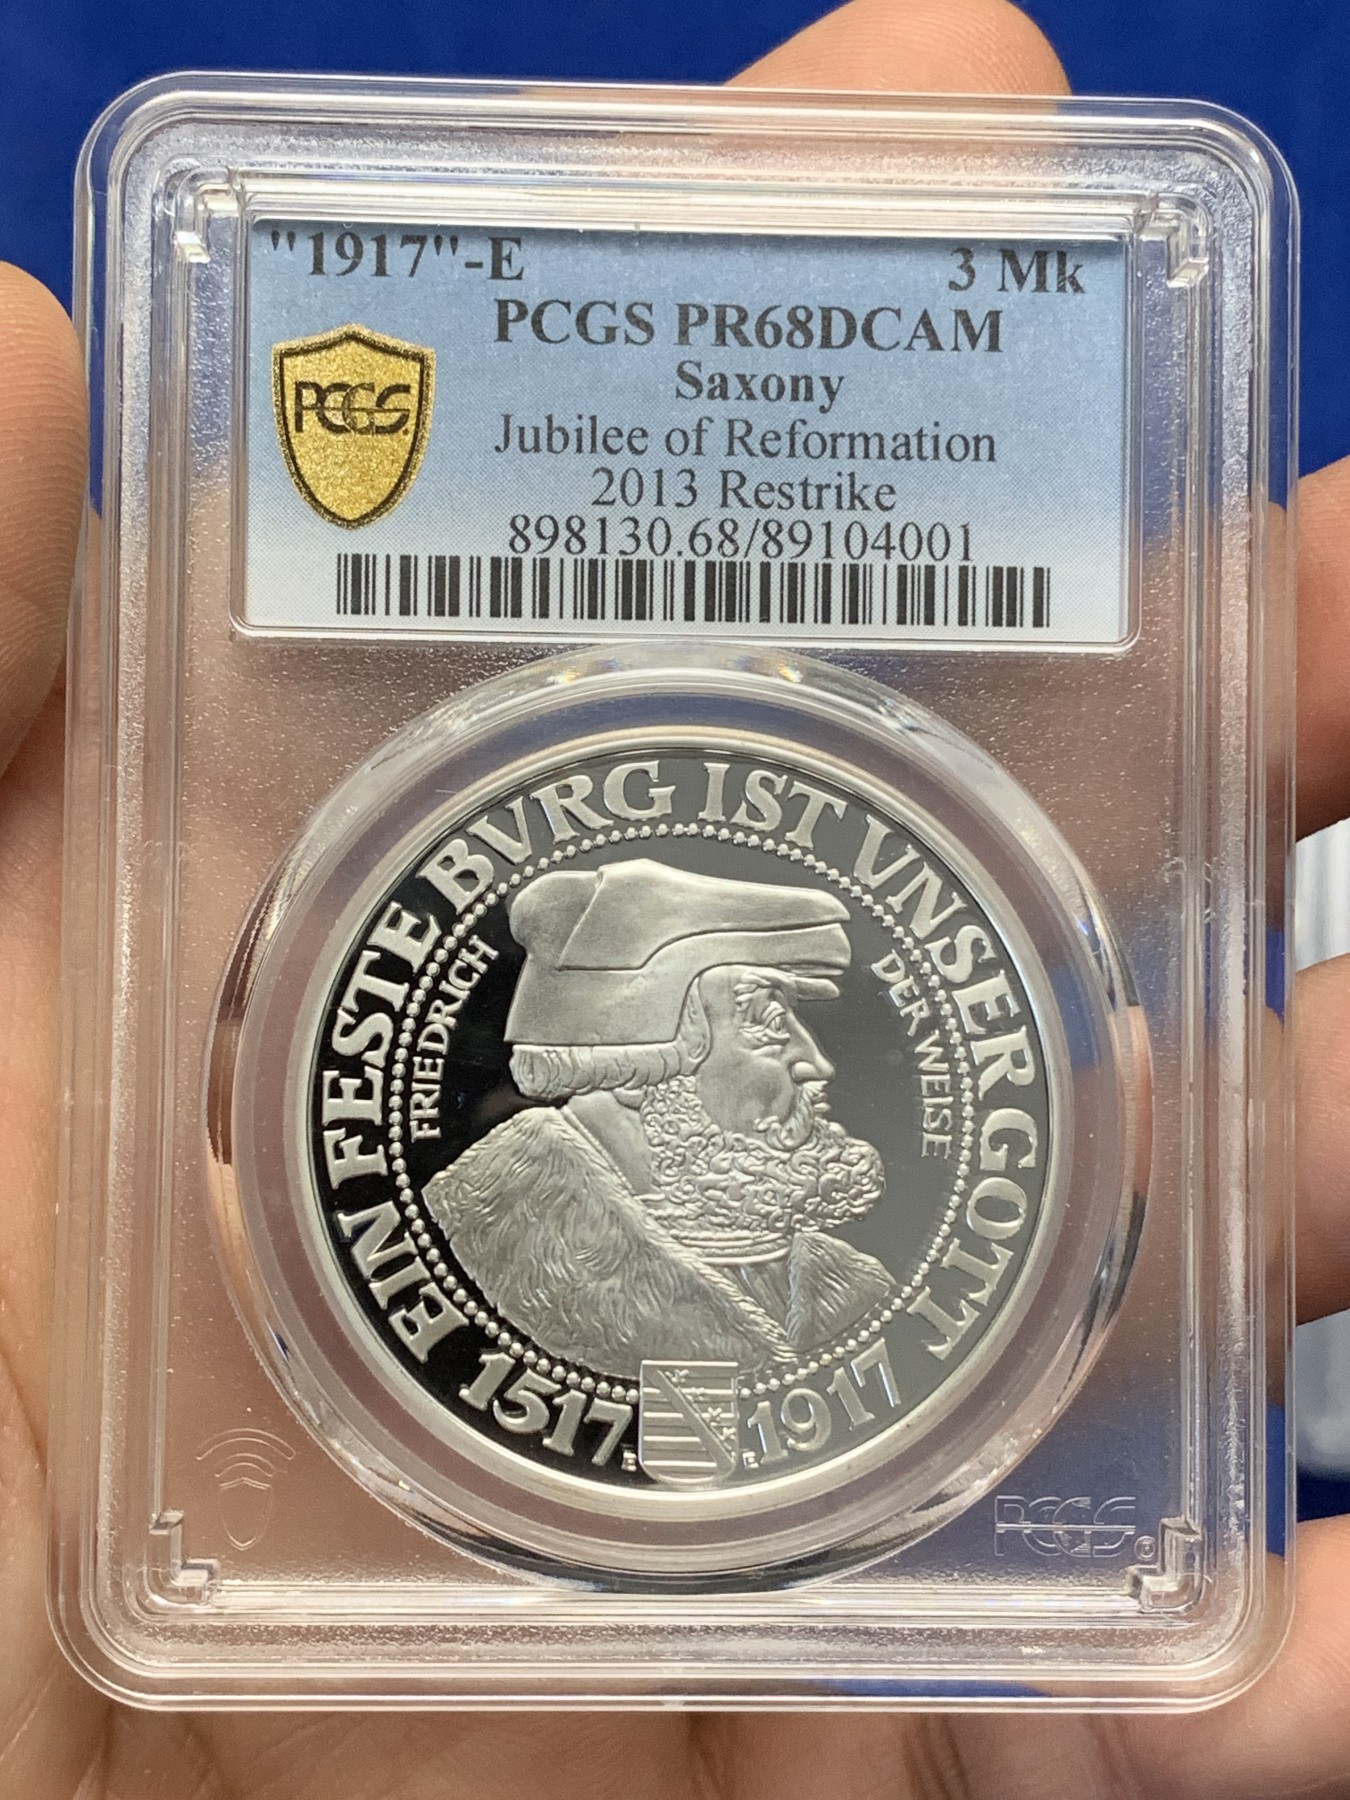 "1917"-E 3 Mk
PCGS PR68DCAM
Saxony
Jubilee of Reformation
2013 Restrike
898130.68/89104001
PCGS
EIN FESTE BVRG IST VNSER GOTT
FRIEDRICH DER WEISE
1517 E E 1917
PCGS